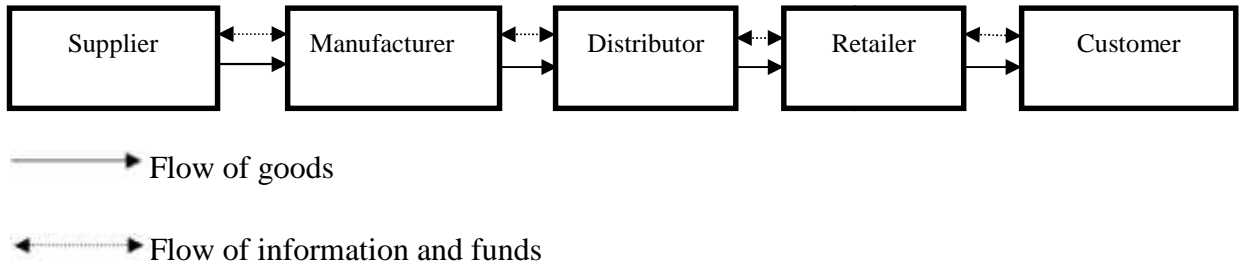 Supplier Manufacturer Distributor Retailer Customer
Flow of goods
Flow of information and funds